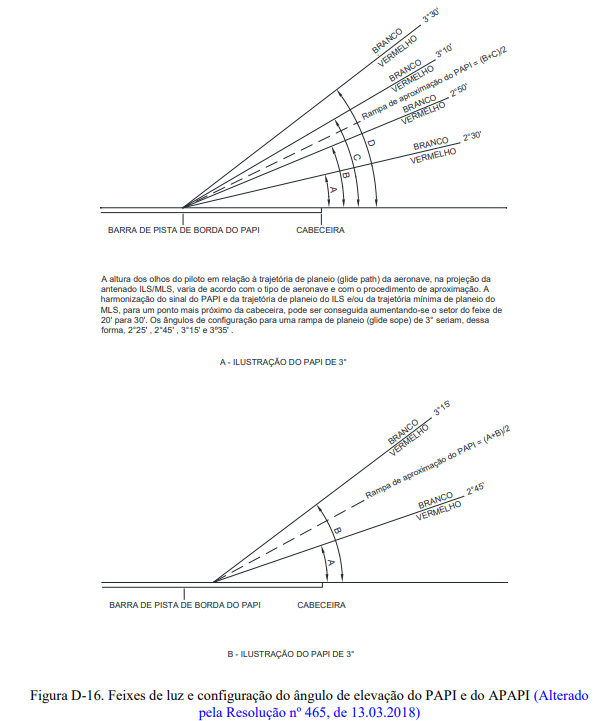 3°30'
BRANCO
VERMELHO
3°10'
BRANCO
VERMELHO
Rampa de aproximação do PAPI = (B+C)/2
2°50'
BRANCO
VERMELHO
2°30'
BRANCO
VERMELHO
D
C
B
A
BARRA DE PISTA DE BORDA DO PAPI
CABECEIRA
A altura dos olhos do piloto em relação à trajetória de planeio (glide path) da aeronave, na projeção da
antenado ILS/MLS, varia de acordo com o tipo de aeronave e com o procedimento de aproximação. A
harmonização do sinal do PAPI e da trajetória de planeio do ILS e/ou da trajetória mínima de planeio do
MLS, para um ponto mais próximo da cabeceira, pode ser conseguida aumentando-se o setor do feixe de
20' para 30'. Os ângulos de configuração para uma rampa de planeio (glide sope) de 3° seriam, dessa
forma, 2°25' , 2°45' , 3°15' e 3º35' .
A - ILUSTRAÇÃO DO PAPI DE 3°
3°15'
BRANCO
VERMELHO
Rampa de aproximação do PAPI = (A+B)/2
2°45'
BRANCO
VERMELHO
B
A
BARRA DE PISTA DE BORDA DO PAPI
CABECEIRA
B - ILUSTRAÇÃO DO PAPI DE 3°
Figura D-16. Feixes de luz e configuração do ângulo de elevação do PAPI e do APAPI (Alterado
pela Resolução nº 465, de 13.03.2018)